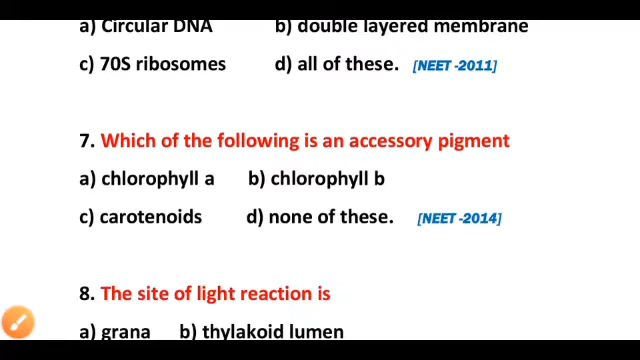 a) Circular DNA b) double layered membrane
c) 70S ribosomes d) all of these. [NEET -2011]
7. Which of the following is an accessory pigment
a) chlorophyll a b) chlorophyll b
c) carotenoids d) none of these. [NEET -2014]
8. The site of light reaction is
a) grana b) thylakoid lumen